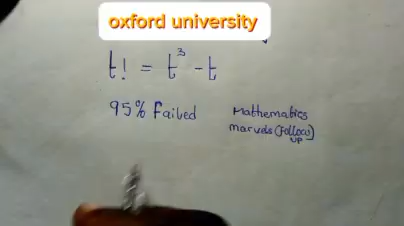 oxford university
t! = t³ - t
95% Failed
Mathematics
marvels (Follow)
UP